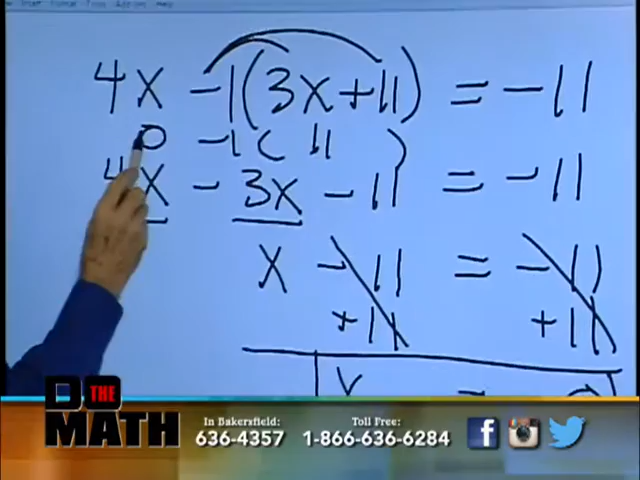 4x -1(3x+11) = -11
0 -1( 11 )
4x - 3x - 11 = -11
x - 11 = -11
+11 +11
x =
DO THE MATH
In Bakersfield: 636-4357
Toll Free: 1-866-636-6284